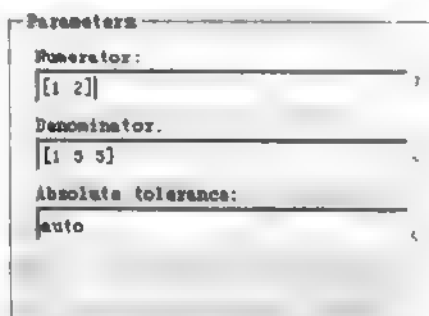 Parameters
Numerator:
[1 2]
Denominator.
[1 5 5]
Absolute tolerance:
auto